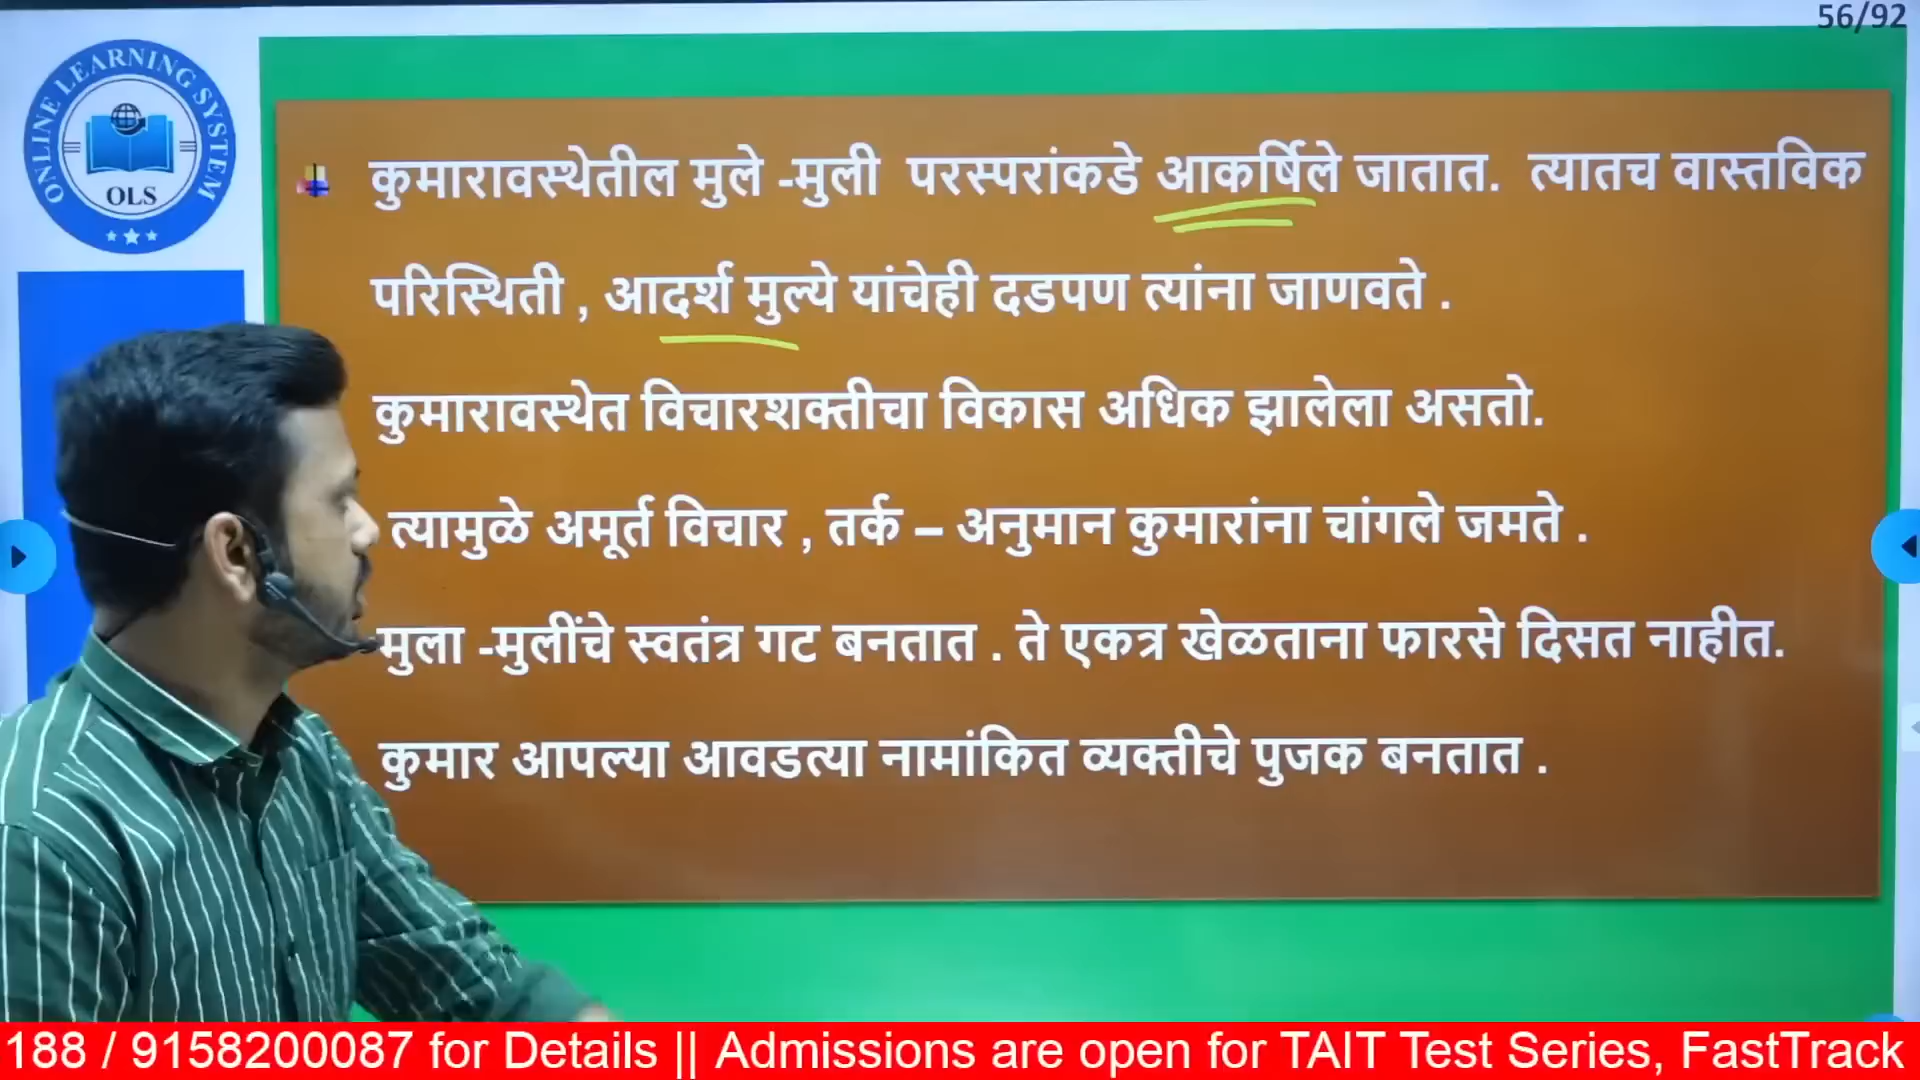 56/92
ONLINE LEARNING SYSTEM
OLS
कुमारावस्थेतील मुले -मुली परस्परांकडे आकर्षिले जातात. त्यातच वास्तविक
परिस्थिती , आदर्श मुल्ये यांचेही दडपण त्यांना जाणवते .
कुमारावस्थेत विचारशक्तीचा विकास अधिक झालेला असतो.
त्यामुळे अमूर्त विचार , तर्क – अनुमान कुमारांना चांगले जमते .
मुला -मुलींचे स्वतंत्र गट बनतात . ते एकत्र खेळताना फारसे दिसत नाहीत.
कुमार आपल्या आवडत्या नामांकित व्यक्तीचे पुजक बनतात .
188 / 9158200087 for Details || Admissions are open for TAIT Test Series, FastTrack